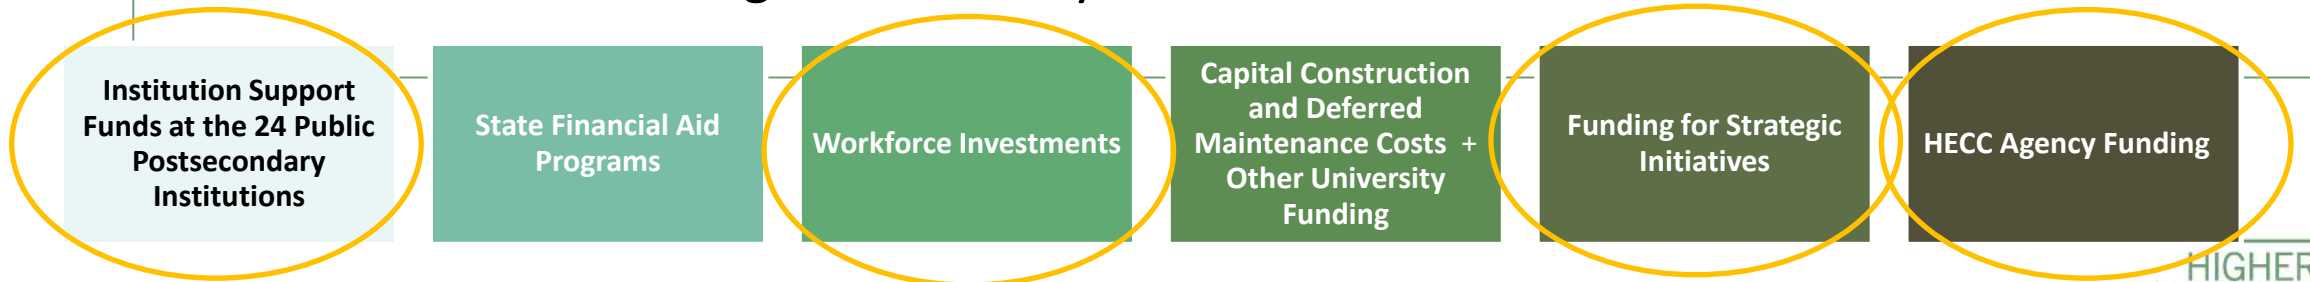 Institution Support
Funds at the 24 Public
Postsecondary
Institutions
State Financial Aid
Programs
Workforce Investments
Capital Construction
and Deferred
Maintenance Costs +
Other University
Funding
Funding for Strategic
Initiatives
HECC Agency Funding
HIGHER